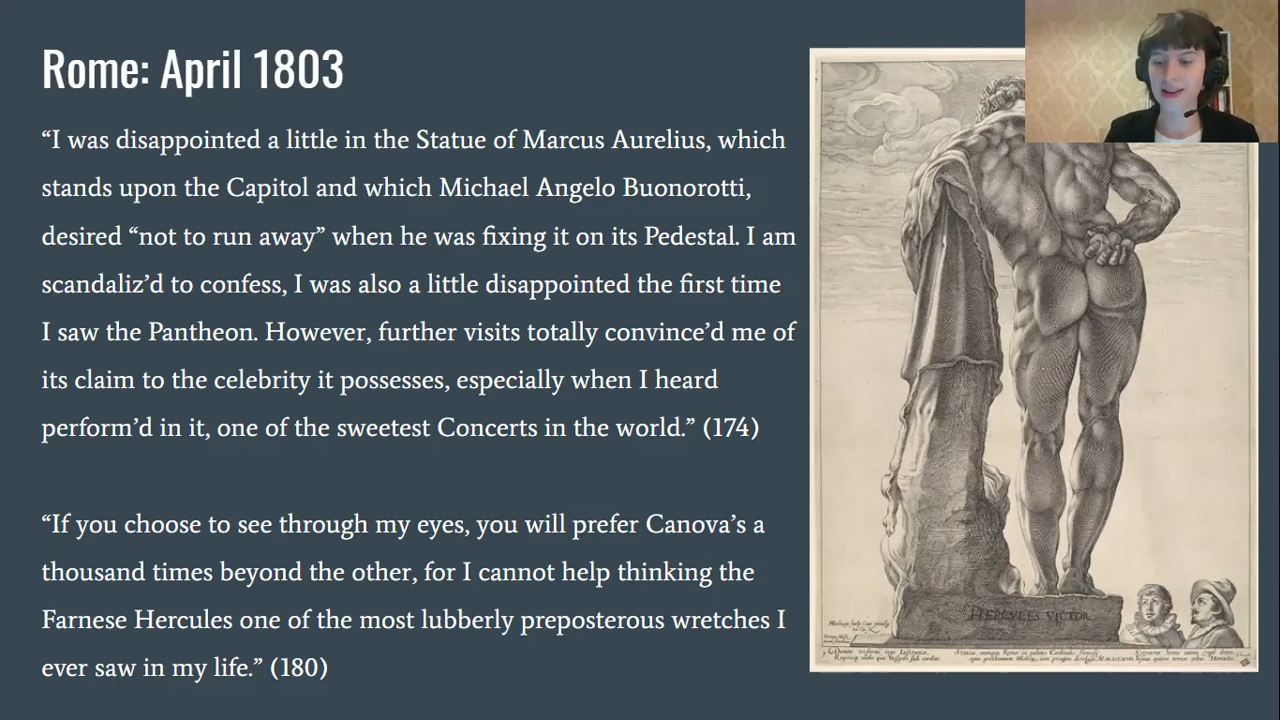 Rome: April 1803
“I was disappointed a little in the Statue of Marcus Aurelius, which
stands upon the Capitol and which Michael Angelo Buonorotti,
desired “not to run away” when he was fixing it on its Pedestal. I am
scandaliz’d to confess, I was also a little disappointed the first time
I saw the Pantheon. However, further visits totally convince’d me of
its claim to the celebrity it possesses, especially when I heard
perform’d in it, one of the sweetest Concerts in the world.” (174)
“If you choose to see through my eyes, you will prefer Canova’s a
thousand times beyond the other, for I cannot help thinking the
Farnese Hercules one of the most lubberly preposterous wretches I
ever saw in my life.” (180)
HERCULES VICTOR